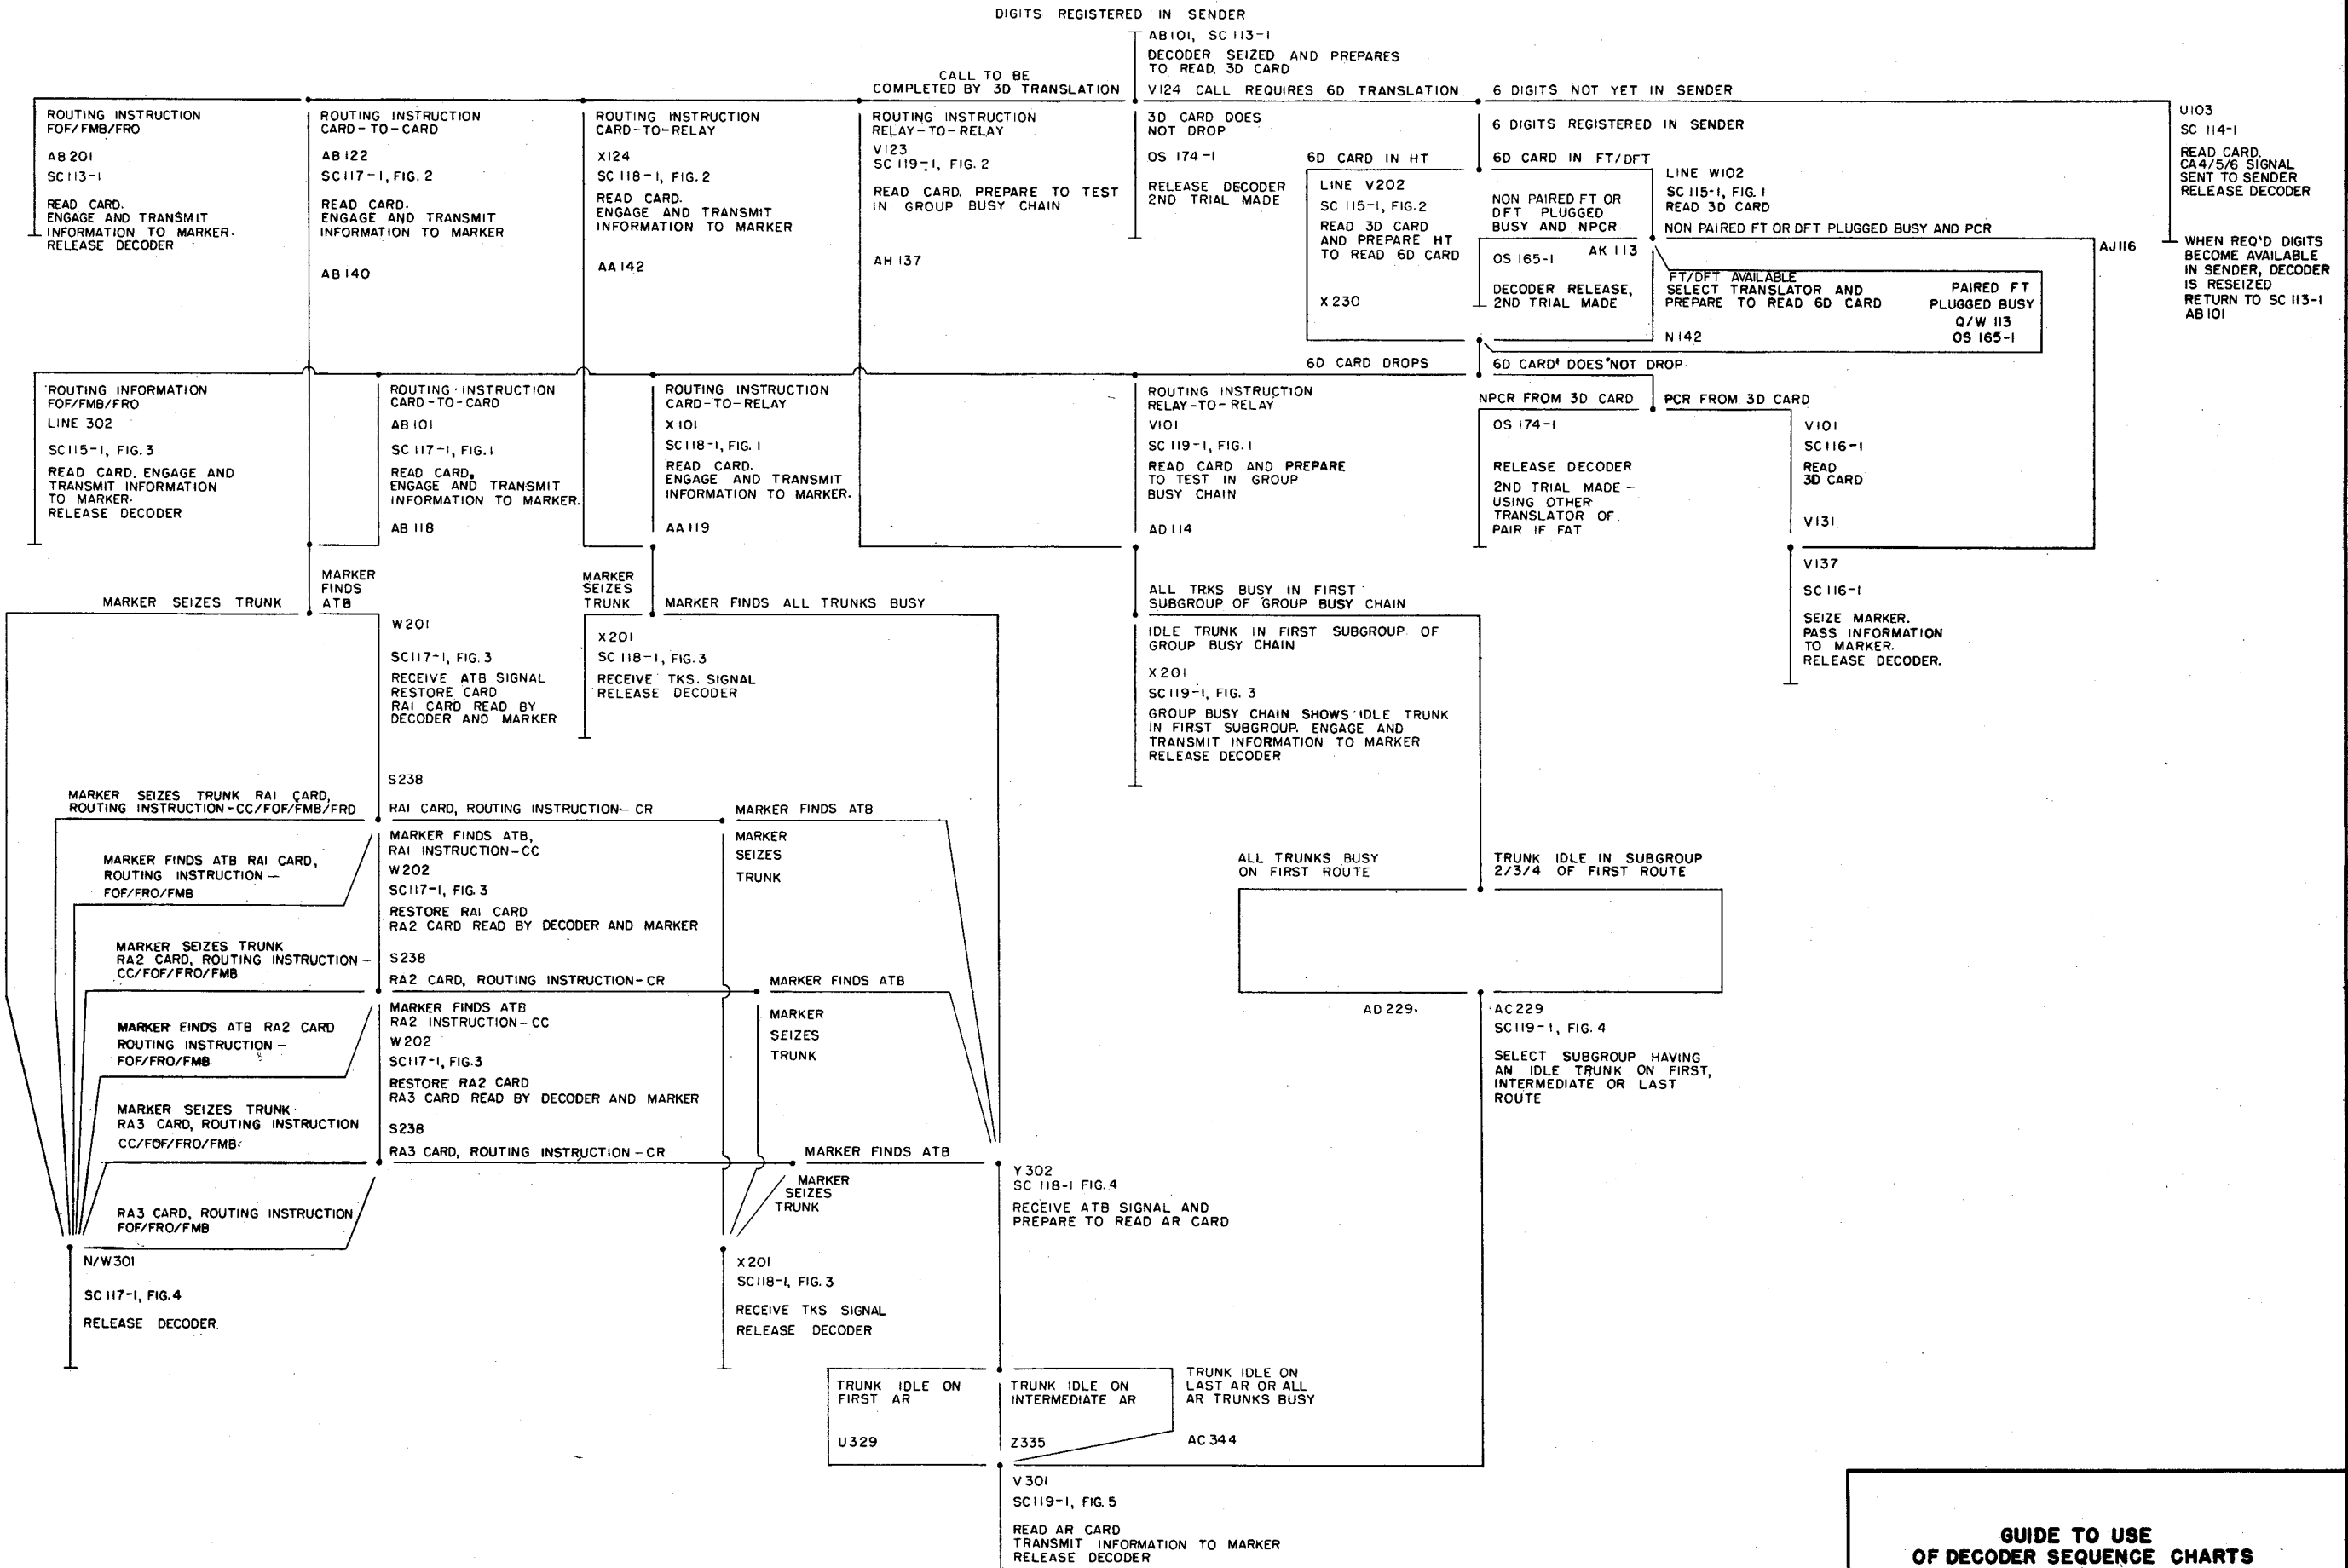 DIGITS REGISTERED IN SENDER
AB101, SC 113-1
DECODER SEIZED AND PREPARES
TO READ 3D CARD
CALL TO BE
COMPLETED BY 3D TRANSLATION
V124 CALL REQUIRES 6D TRANSLATION
6 DIGITS NOT YET IN SENDER
ROUTING INSTRUCTION
FOF/FMB/FRO
AB 201
SC 113-1
READ CARD.
ENGAGE AND TRANSMIT
INFORMATION TO MARKER.
RELEASE DECODER
ROUTING INSTRUCTION
CARD-TO-CARD
AB 122
SC 117-1, FIG. 2
READ CARD.
ENGAGE AND TRANSMIT
INFORMATION TO MARKER
AB 140
ROUTING INSTRUCTION
CARD-TO-RELAY
X124
SC 118-1, FIG. 2
READ CARD.
ENGAGE AND TRANSMIT
INFORMATION TO MARKER
AA 142
ROUTING INSTRUCTION
RELAY-TO-RELAY
V123
SC 119-1, FIG. 2
READ CARD. PREPARE TO TEST
IN GROUP BUSY CHAIN
AH 137
3D CARD DOES
NOT DROP
OS 174-1
RELEASE DECODER
2ND TRIAL MADE
6 DIGITS REGISTERED IN SENDER
6D CARD IN HT
6D CARD IN FT/DFT
LINE V202
SC 115-1, FIG.2
READ 3D CARD
AND PREPARE HT
TO READ 6D CARD
X 230
NON PAIRED FT OR
DFT PLUGGED
BUSY AND NPCR
OS 165-1
AK 113
DECODER RELEASE,
2ND TRIAL MADE
LINE W102
SC 115-1, FIG. 1
READ 3D CARD
NON PAIRED FT OR DFT PLUGGED BUSY AND PCR
AJ116
FT/DFT AVAILABLE
SELECT TRANSLATOR AND
PREPARE TO READ 6D CARD
N 142
PAIRED FT
PLUGGED BUSY
Q/W 113
OS 165-1
U103
SC 114-1
READ CARD.
CA4/5/6 SIGNAL
SENT TO SENDER
RELEASE DECODER
WHEN REQ'D DIGITS
BECOME AVAILABLE
IN SENDER, DECODER
IS RESEIZED
RETURN TO SC 113-1
AB 101
6D CARD DROPS
6D CARD DOES NOT DROP
ROUTING INFORMATION
FOF/FMB/FRO
LINE 302
SC115-1, FIG. 3
READ CARD, ENGAGE AND
TRANSMIT INFORMATION
TO MARKER.
RELEASE DECODER
ROUTING INSTRUCTION
CARD-TO-CARD
AB 101
SC 117-1, FIG.1
READ CARD,
ENGAGE AND TRANSMIT
INFORMATION TO MARKER.
AB 118
ROUTING INSTRUCTION
CARD-TO-RELAY
X 101
SC118-1, FIG. 1
READ CARD.
ENGAGE AND TRANSMIT
INFORMATION TO MARKER.
AA 119
ROUTING INSTRUCTION
RELAY-TO-RELAY
V101
SC 119-1, FIG. 1
READ CARD AND PREPARE
TO TEST IN GROUP
BUSY CHAIN
AD 114
NPCR FROM 3D CARD
OS 174-1
RELEASE DECODER
2ND TRIAL MADE –
USING OTHER
TRANSLATOR OF
PAIR IF FAT
PCR FROM 3D CARD
V101
SC116-1
READ
3D CARD
V131
V137
SC 116-1
SEIZE MARKER.
PASS INFORMATION
TO MARKER.
RELEASE DECODER.
MARKER SEIZES TRUNK
MARKER
FINDS
ATB
MARKER
SEIZES
TRUNK
MARKER FINDS ALL TRUNKS BUSY
ALL TRKS BUSY IN FIRST
SUBGROUP OF GROUP BUSY CHAIN
W201
SC117-1, FIG. 3
RECEIVE ATB SIGNAL
RESTORE CARD
RA1 CARD READ BY
DECODER AND MARKER
X 201
SC 118-1, FIG. 3
RECEIVE TKS. SIGNAL
RELEASE DECODER
IDLE TRUNK IN FIRST SUBGROUP OF
GROUP BUSY CHAIN
X 201
SC 119-1, FIG. 3
GROUP BUSY CHAIN SHOWS IDLE TRUNK
IN FIRST SUBGROUP. ENGAGE AND
TRANSMIT INFORMATION TO MARKER
RELEASE DECODER
S238
MARKER SEIZES TRUNK RA1 CARD,
ROUTING INSTRUCTION-CC/FOF/FMB/FRO
RA1 CARD, ROUTING INSTRUCTION – CR
MARKER FINDS ATB
MARKER FINDS ATB RA1 CARD,
ROUTING INSTRUCTION –
FOF/FRO/FMB
MARKER FINDS ATB,
RA1 INSTRUCTION-CC
W202
SC117-1, FIG. 3
RESTORE RA1 CARD
RA2 CARD READ BY DECODER AND MARKER
MARKER
SEIZES
TRUNK
ALL TRUNKS BUSY
ON FIRST ROUTE
TRUNK IDLE IN SUBGROUP
2/3/4 OF FIRST ROUTE
MARKER SEIZES TRUNK
RA2 CARD, ROUTING INSTRUCTION –
CC/FOF/FRO/FMB
S238
RA2 CARD, ROUTING INSTRUCTION-CR
MARKER FINDS ATB
MARKER FINDS ATB RA2 CARD
ROUTING INSTRUCTION –
FOF/FRO/FMB
MARKER FINDS ATB
RA2 INSTRUCTION-CC
W 202
SC117-1, FIG.3
RESTORE RA2 CARD
RA3 CARD READ BY DECODER AND MARKER
MARKER
SEIZES
TRUNK
AD 229
AC229
SC119-1, FIG. 4
SELECT SUBGROUP HAVING
AN IDLE TRUNK ON FIRST,
INTERMEDIATE OR LAST
ROUTE
MARKER SEIZES TRUNK
RA3 CARD, ROUTING INSTRUCTION
CC/FOF/FRO/FMB
S238
RA3 CARD, ROUTING INSTRUCTION – CR
MARKER FINDS ATB
MARKER
SEIZES
TRUNK
RA3 CARD, ROUTING INSTRUCTION
FOF/FRO/FMB
Y 302
SC 118-1 FIG. 4
RECEIVE ATB SIGNAL AND
PREPARE TO READ AR CARD
N/W301
SC 117-1, FIG.4
RELEASE DECODER
X 201
SC118-1, FIG. 3
RECEIVE TKS SIGNAL
RELEASE DECODER
TRUNK IDLE ON
FIRST AR
U329
TRUNK IDLE ON
INTERMEDIATE AR
Z335
TRUNK IDLE ON
LAST AR OR ALL
AR TRUNKS BUSY
AC 344
V 301
SC119-1, FIG. 5
READ AR CARD
TRANSMIT INFORMATION TO MARKER
RELEASE DECODER
GUIDE TO USE
OF DECODER SEQUENCE CHARTS